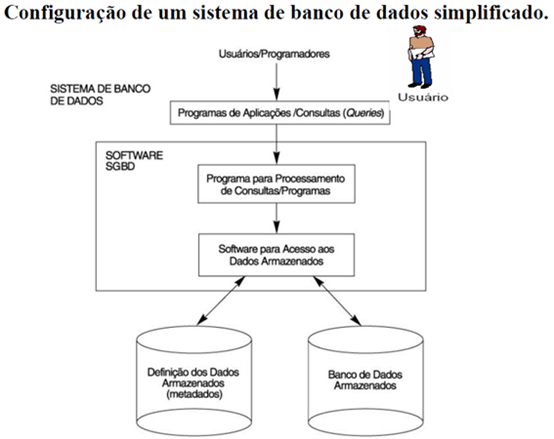 Configuração de um sistema de banco de dados simplificado.
Usuários/Programadores
Usuário
SISTEMA DE BANCO
DE DADOS
Programas de Aplicações /Consultas (Queries)
SOFTWARE
SGBD
Programa para Processamento
de Consultas/Programas
Software para Acesso aos
Dados Armazenados
Definição dos Dados
Armazenados
(metadados)
Banco de Dados
Armazenados